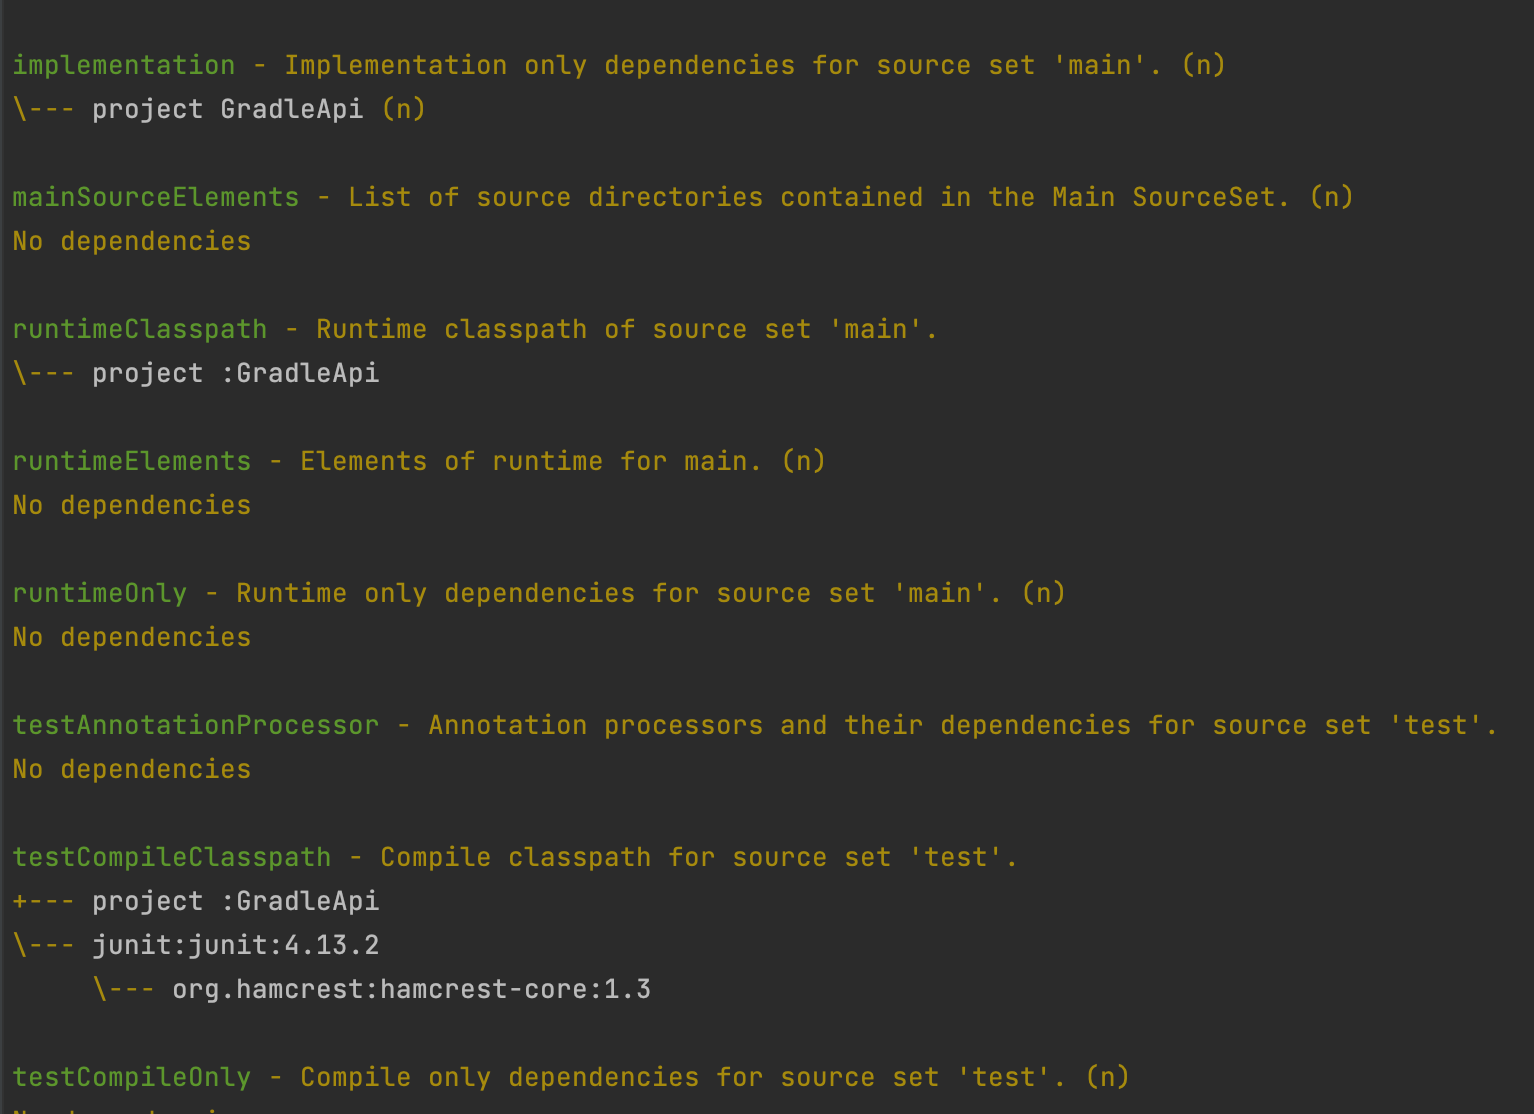 implementation - Implementation only dependencies for source set 'main'. (n)
\--- project GradleApi (n)
mainSourceElements - List of source directories contained in the Main SourceSet. (n)
No dependencies
runtimeClasspath - Runtime classpath of source set 'main'.
\--- project :GradleApi
runtimeElements - Elements of runtime for main. (n)
No dependencies
runtimeOnly - Runtime only dependencies for source set 'main'. (n)
No dependencies
testAnnotationProcessor - Annotation processors and their dependencies for source set 'test'.
No dependencies
testCompileClasspath - Compile classpath for source set 'test'.
+--- project :GradleApi
\--- junit:junit:4.13.2
     \--- org.hamcrest:hamcrest-core:1.3
testCompileOnly - Compile only dependencies for source set 'test'. (n)